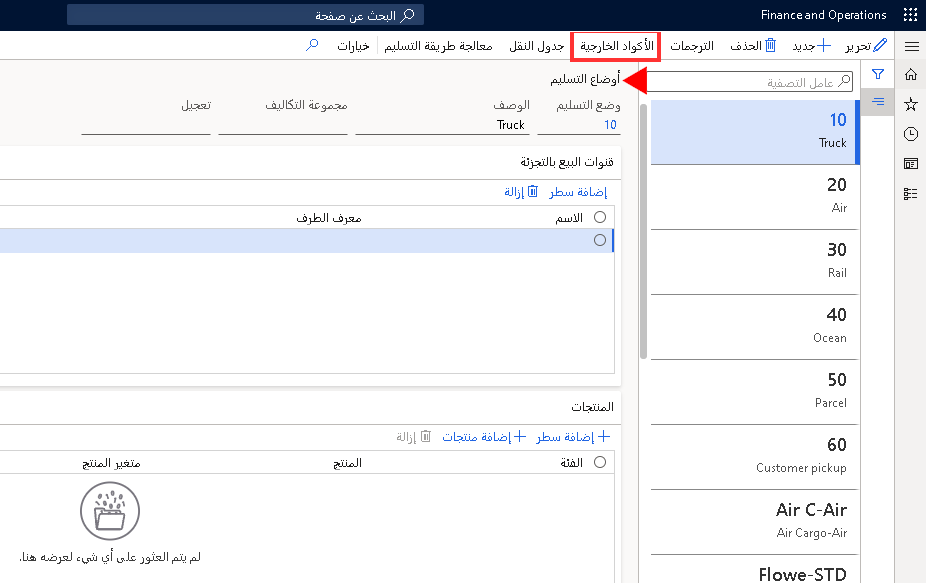 Finance and Operations
البحث عن صفحة
تحرير
جديد
الحذف
الترجمات
الأكواد الخارجية
جدول النقل
معالجة طريقة التسليم
خيارات
عامل التصفية
10
Truck
20
Air
30
Rail
40
Ocean
50
Parcel
60
Customer pickup
Air C-Air
Air Cargo-Air
Flowe-STD
أوضاع التسليم
وضع التسليم
10
الوصف
Truck
مجموعة التكاليف
تعجيل
قنوات البيع بالتجزئة
إضافة سطر
إزالة
الاسم
معرف الطرف
المنتجات
إضافة سطر
إضافة منتجات
إزالة
الفئة
المنتج
متغير المنتج
لم يتم العثور على أي شيء لعرضه هنا.